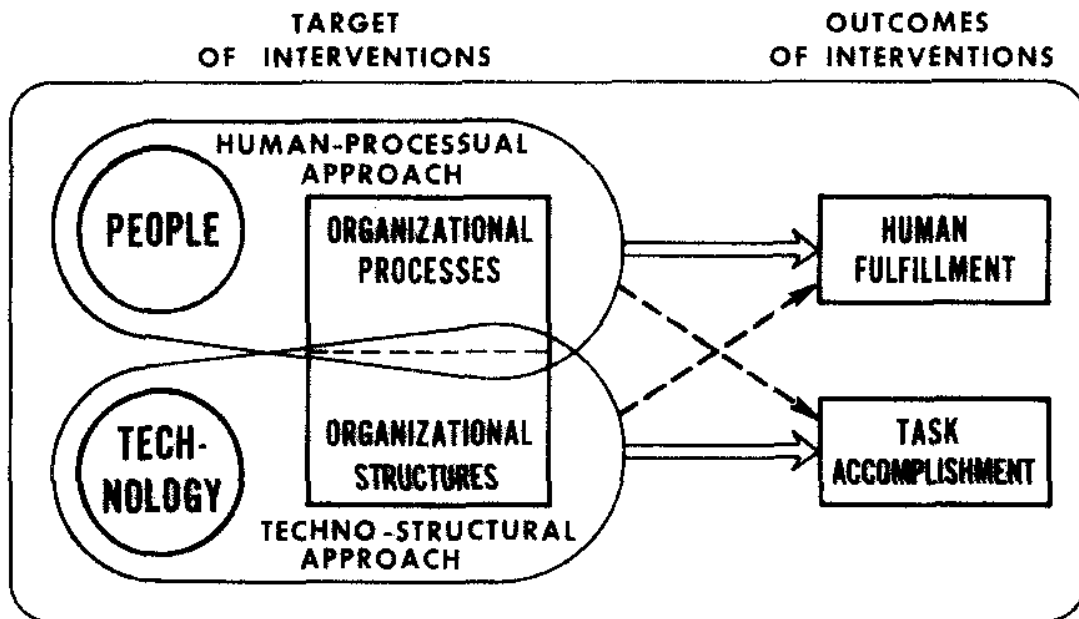 TARGET
OF INTERVENTIONS
OUTCOMES
OF INTERVENTIONS
HUMAN-PROCESSUAL
APPROACH
PEOPLE
ORGANIZATIONAL
PROCESSES
HUMAN
FULFILLMENT
TECH-
NOLOGY
ORGANIZATIONAL
STRUCTURES
TASK
ACCOMPLISHMENT
TECHNO-STRUCTURAL
APPROACH